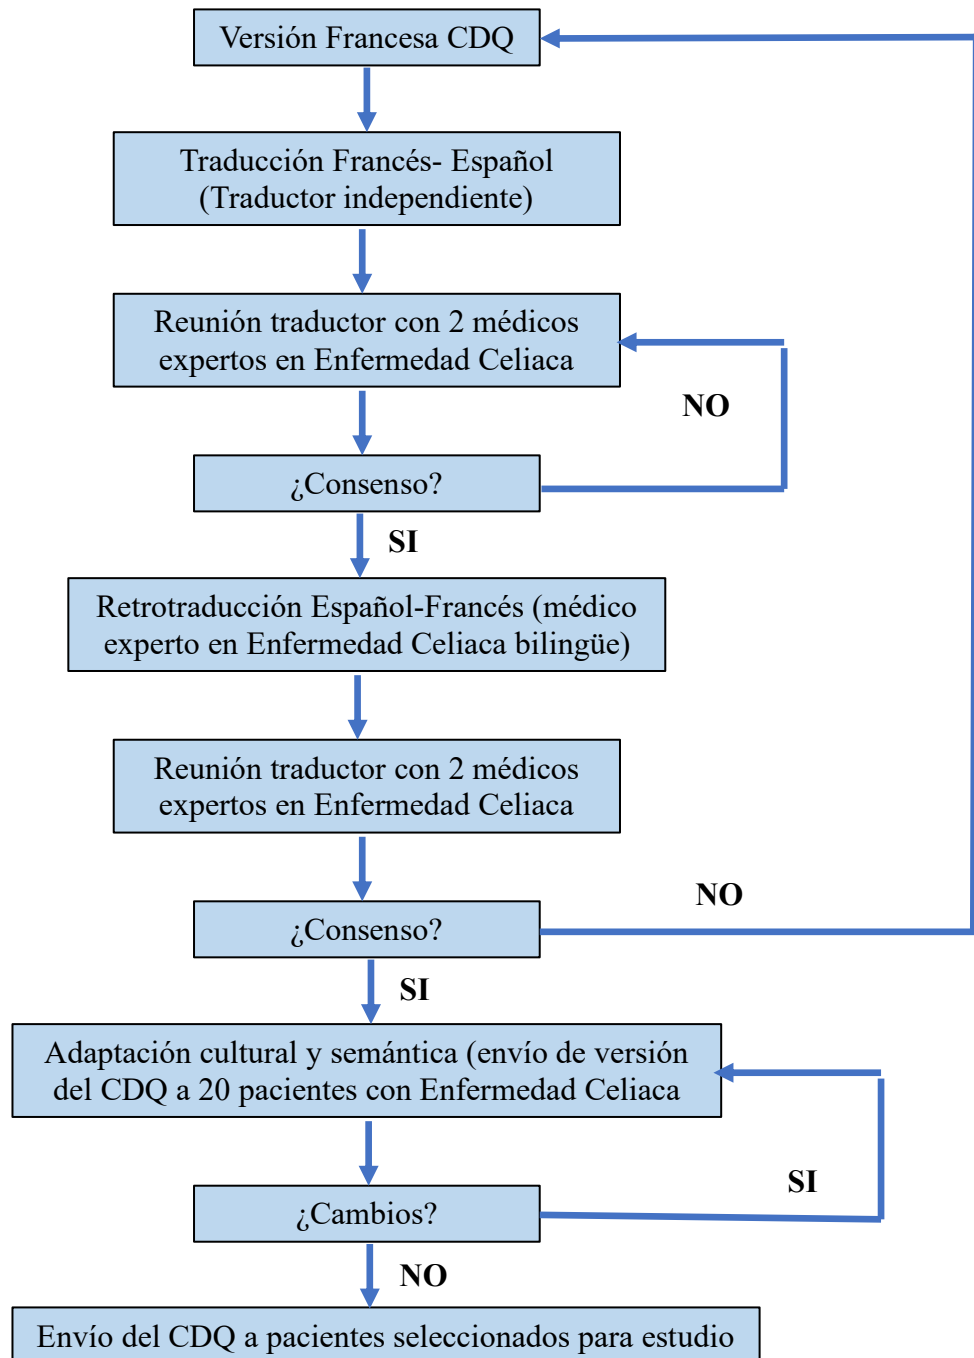 Versión Francesa CDQ
Traducción Francés- Español
(Traductor independiente)
Reunión traductor con 2 médicos
expertos en Enfermedad Celiaca
NO
¿Consenso?
SI
Retrotraducción Español-Francés (médico
experto en Enfermedad Celiaca bilingüe)
Reunión traductor con 2 médicos
expertos en Enfermedad Celiaca
NO
¿Consenso?
SI
Adaptación cultural y semántica (envío de versión
del CDQ a 20 pacientes con Enfermedad Celiaca
SI
¿Cambios?
NO
Envío del CDQ a pacientes seleccionados para estudio